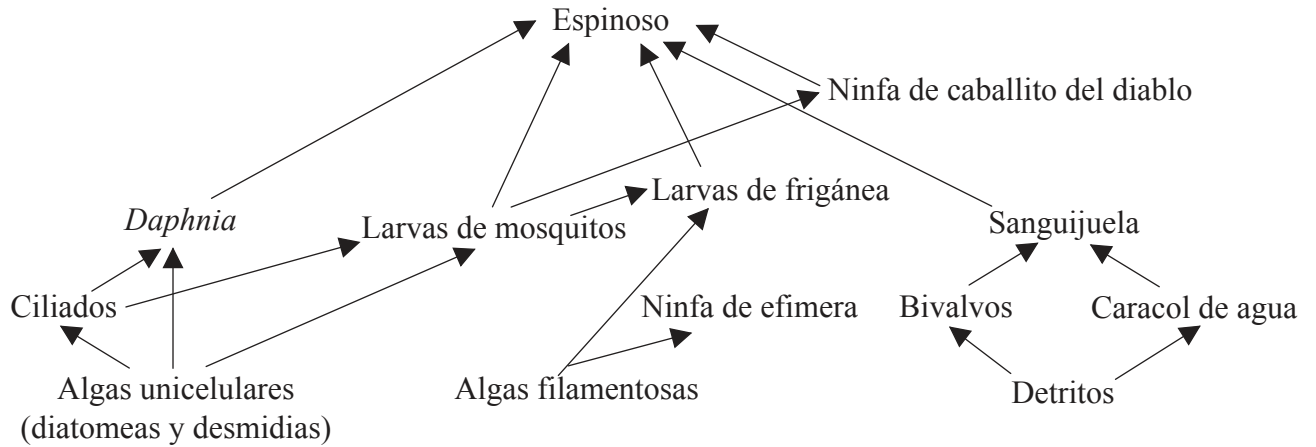 Espinoso
Ninfa de caballito del diablo
Larvas de frigánea
Daphnia
Larvas de mosquitos
Sanguijuela
Ciliados
Ninfa de efimera
Bivalvos
Caracol de agua
Algas unicelulares
(diatomeas y desmidias)
Algas filamentosas
Detritos